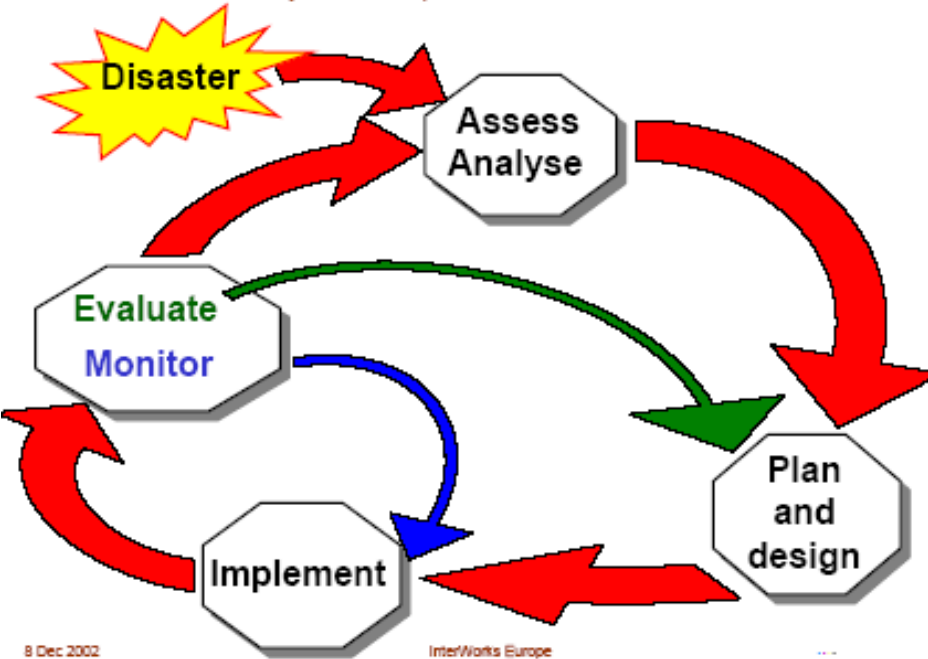 Disaster
Assess
Analyse
Evaluate
Monitor
Plan
and
design
Implement
8 Dec 2002
InterWorks Europe